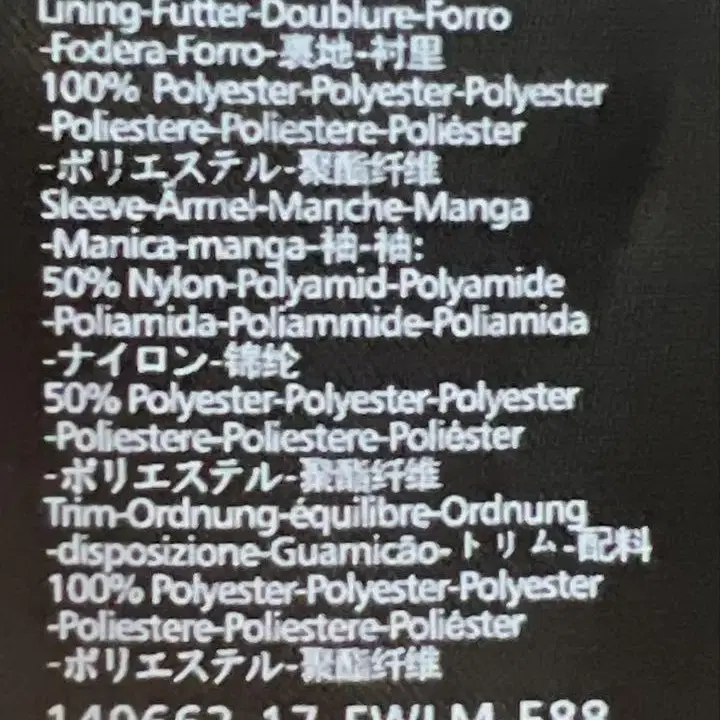 Lining-Futter-Doublure-Forro
-Fodera-Forro-裏地-衬里
100% Polyester-Polyester-Polyester
-Poliestere-Poliestere-Poliéster
-ポリエステル-聚酯纤维
Sleeve-Ärmel-Manche-Manga
-Manica-manga-袖-袖:
50% Nylon-Polyamid-Polyamide
-Poliamida-Poliammide-Poliamida
-ナイロン-锦纶
50% Polyester-Polyester-Polyester
-Poliestere-Poliestere-Poliéster
-ポリエステル-聚酯纤维
Trim-Ordnung-équilibre-Ordnung
-disposizione-Guarnicão-トリム-配料
100% Polyester-Polyester-Polyester
-Poliestere-Poliestere-Poliéster
-ポリエステル-聚酯纤维